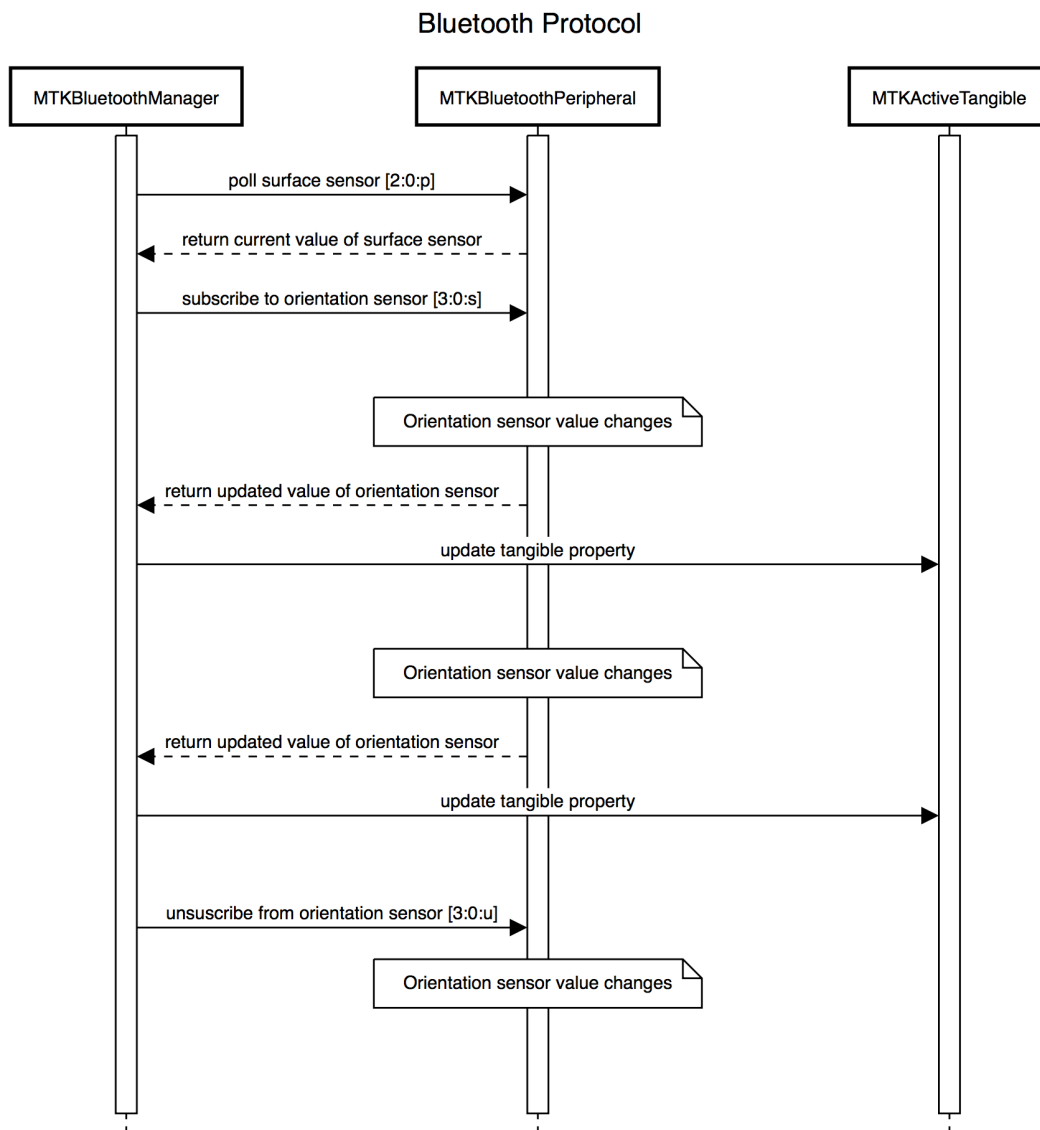 Bluetooth Protocol
MTKBluetoothManager
MTKBluetoothPeripheral
MTKActiveTangible
poll surface sensor [2:0:p]
return current value of surface sensor
subscribe to orientation sensor [3:0:s]
Orientation sensor value changes
return updated value of orientation sensor
update tangible property
Orientation sensor value changes
return updated value of orientation sensor
update tangible property
unsuscribe from orientation sensor [3:0:u]
Orientation sensor value changes